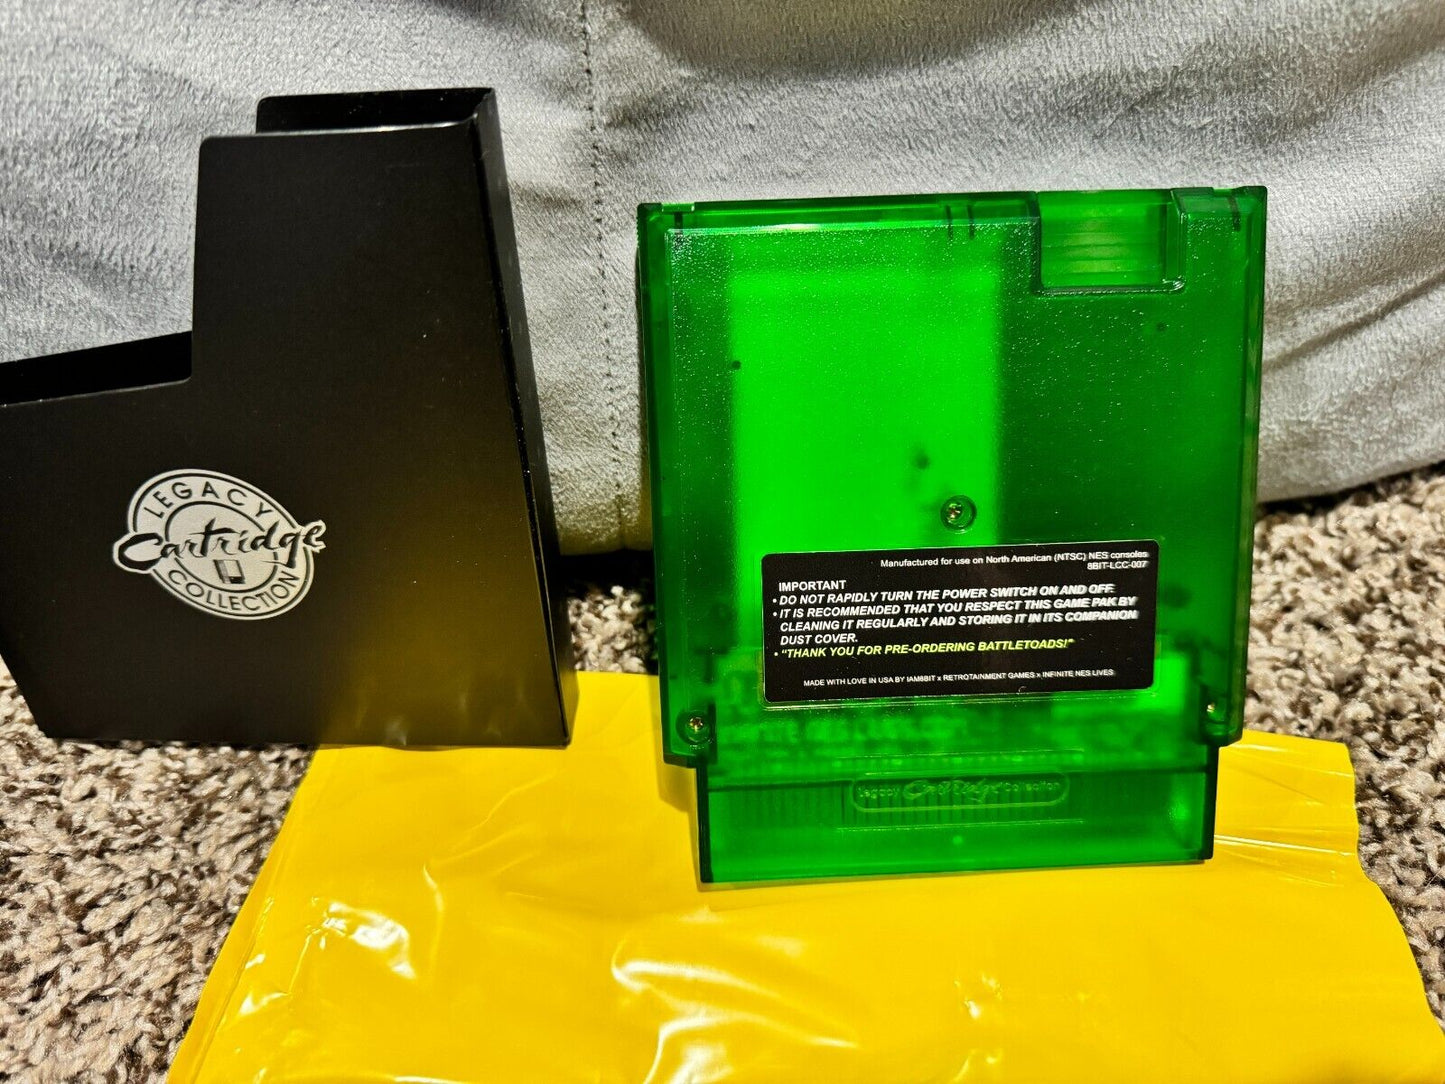 LEGACY
Cartridge
COLLECTION
Manufactured for use on North American (NTSC) NES consoles
8BIT-LCC-007
IMPORTANT
• DO NOT RAPIDLY TURN THE POWER SWITCH ON AND OFF.
• IT IS RECOMMENDED THAT YOU RESPECT THIS GAME PAK BY
CLEANING IT REGULARLY AND STORING IT IN ITS COMPANION
DUST COVER.
• "THANK YOU FOR PRE-ORDERING BATTLETOADS!"
MADE WITH LOVE IN USA BY IAM8BIT x RETROTAINMENT GAMES x INFINITE NES LIVES
Legacy Cartridge Collection